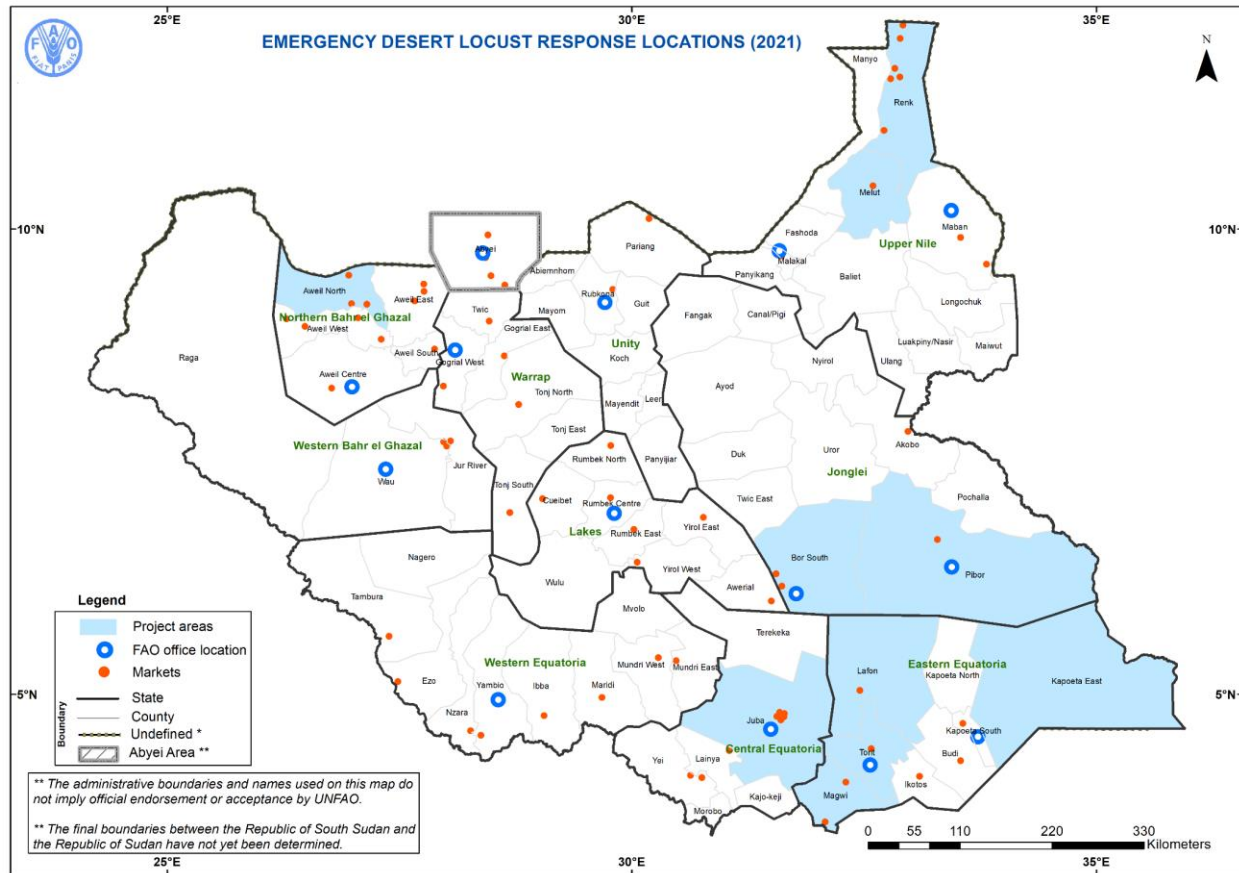 25°E
30°E
35°E
F A O
FIAT PANIS
EMERGENCY DESERT LOCUST RESPONSE LOCATIONS (2021)
N
Manyo
Renk
Melut
10°N
10°N
Maban
Fashoda
Upper Nile
Malakal
Panyikang
Baliet
Longochuk
Luakpiny/Nasir
Maiwut
Ulang
Abyei
Pariang
Abiemnhom
Rubkona
Guit
Mayom
Unity
Koch
Mayendit
Leer
Panyijiar
Aweil North
Aweil East
Northern Bahr el Ghazal
Aweil West
Aweil South
Aweil Centre
Raga
Twic
Gogrial East
Gogrial West
Warrap
Tonj North
Tonj East
Tonj South
Fangak
Canal/Pigi
Nyirol
Ayod
Akobo
Uror
Duk
Jonglei
Pochalla
Twic East
Bor South
Pibor
Western Bahr el Ghazal
Jur River
Wau
Rumbek North
Cueibet
Rumbek Centre
Lakes
Rumbek East
Yirol East
Yirol West
Wulu
Awerial
Nagero
Tambura
Mvolo
Western Equatoria
Mundri West
Mundri East
Ezo
Yambio
Ibba
Maridi
Nzara
Terekeka
Juba
Central Equatoria
Yei
Lainya
Morobo
Kajo-keji
Lafon
Eastern Equatoria
Kapoeta North
Kapoeta East
Kapoeta South
Torit
Budi
Ikotos
Magwi
5°N
5°N
Legend
Project areas
FAO office location
Markets
Boundary
State
County
Undefined *
Abyei Area **
** The administrative boundaries and names used on this map do
not imply official endorsement or acceptance by UNFAO.
** The final boundaries between the Republic of South Sudan and
the Republic of Sudan have not yet been determined.
0 55 110 220 330
Kilometers
25°E
30°E
35°E